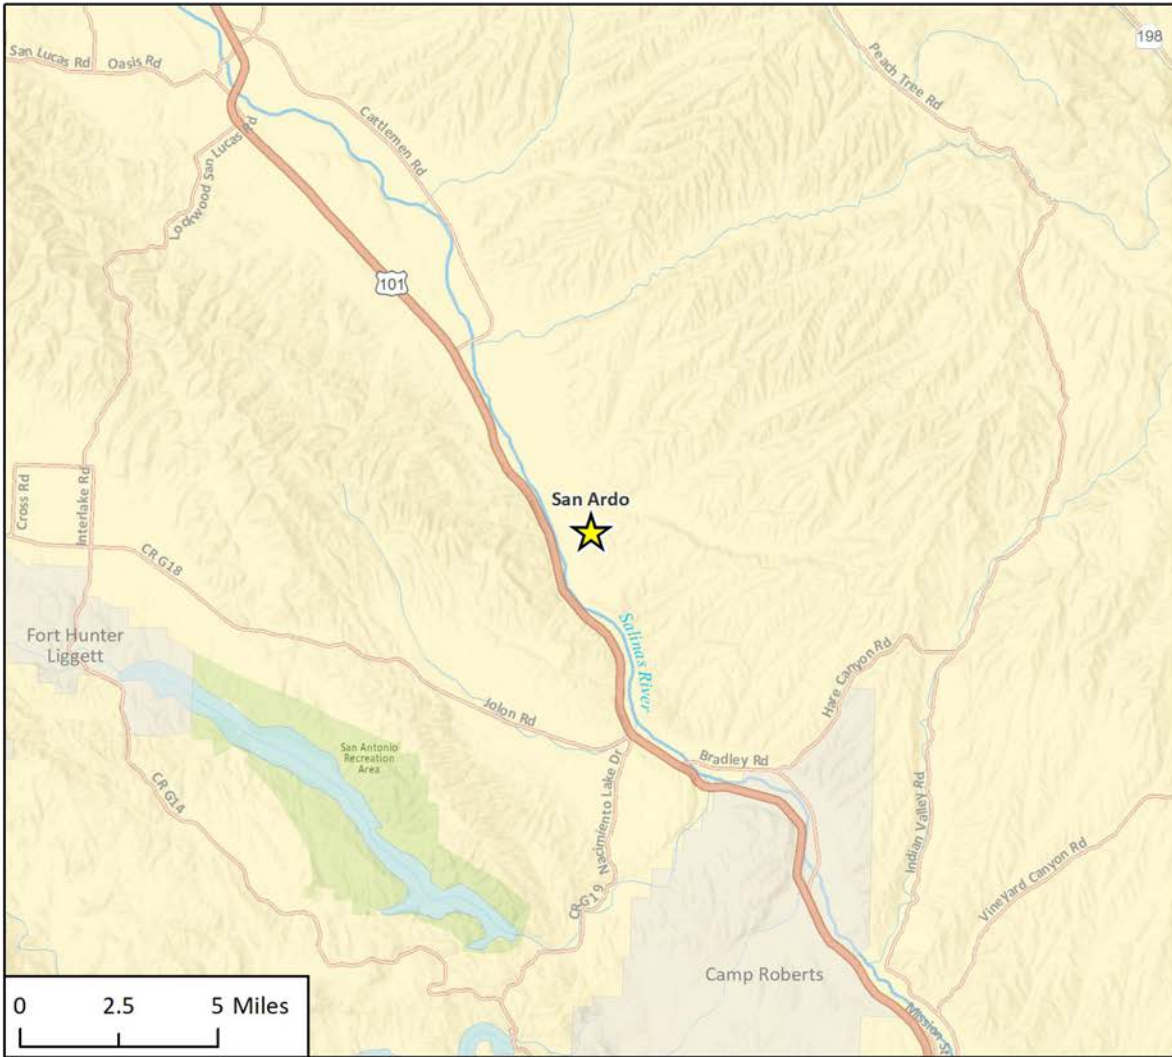 198
San Lucas Rd
Oasis Rd
Peach Tree Rd
Cattlemen Rd
Lockwood San Lucas Rd
101
San Ardo
Cross Rd
Interlake Rd
CR G18
Fort Hunter
Liggett
Salinas River
Hare Canyon Rd
Jolon Rd
San Antonio
Recreation
Area
Bradley Rd
CR G14
Nacimiento Lake Dr
Indian Valley Rd
Vineyard Canyon Rd
CR G19
Camp Roberts
0 2.5 5 Miles
Mission St